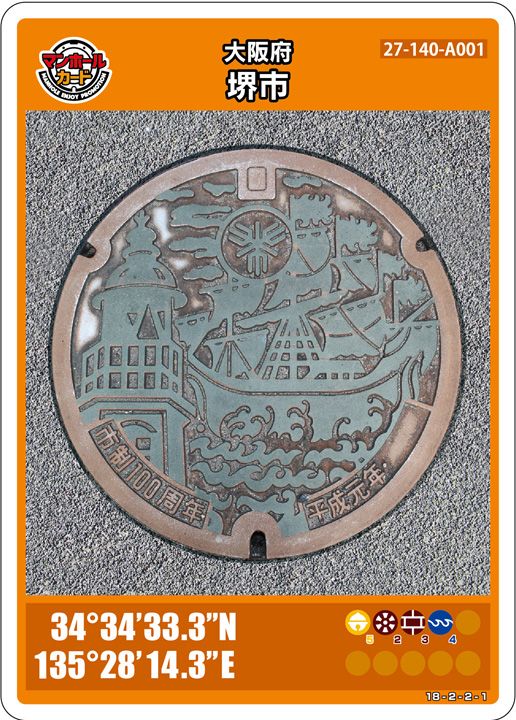 マンホール
カード
MANHOLE ENJOY PROMOTION
大阪府
堺市
27-140-A001
市制100周年
平成元年
34°34'33.3"N
135°28'14.3"E
5
2
3
4
18-2-2-1